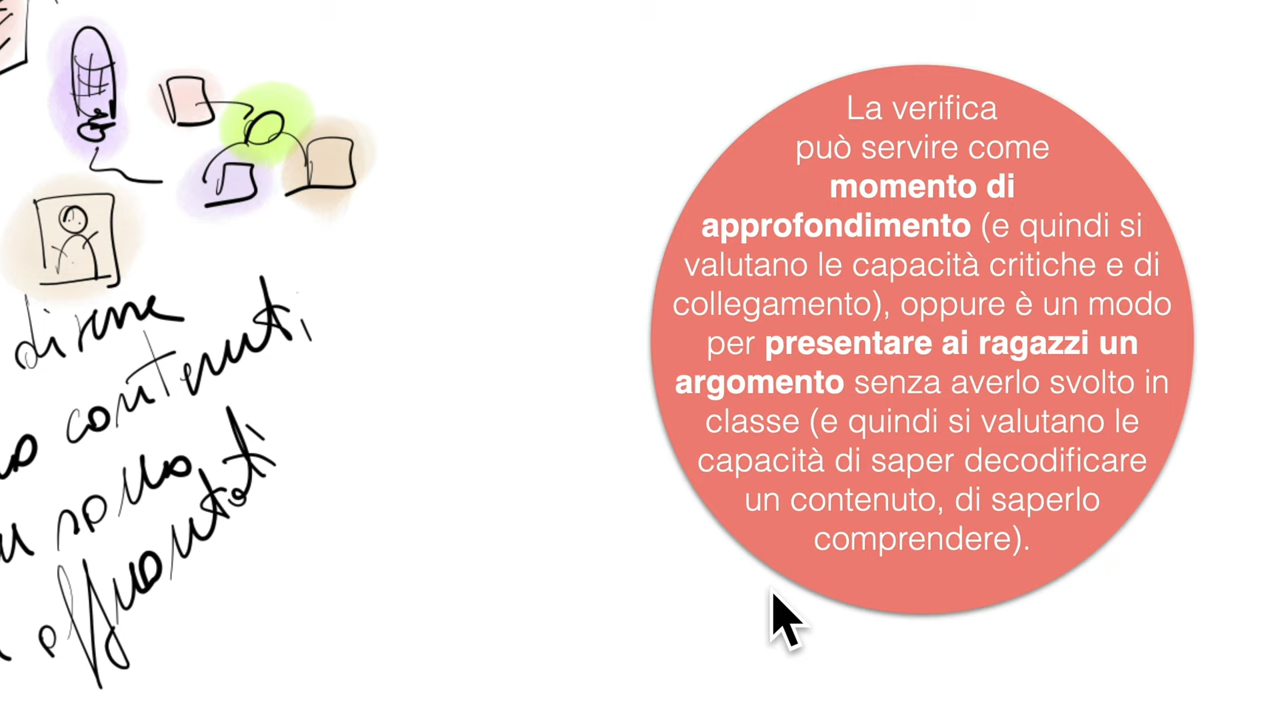 La verifica
può servire come
momento di
approfondimento (e quindi si
valutano le capacità critiche e di
collegamento), oppure è un modo
per presentare ai ragazzi un
argomento senza averlo svolto in
classe (e quindi si valutano le
capacità di saper decodificare
un contenuto, di saperlo
comprendere).
contenuti
affrontati